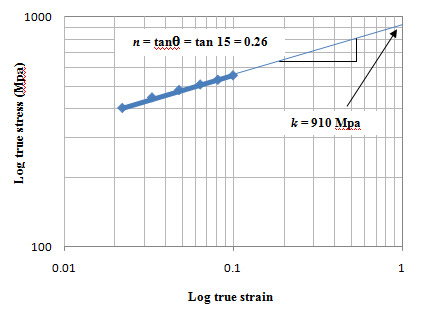 1000
n = tanθ = tan 15 = 0.26
Log true stress (Mpa)
k = 910 Mpa
100
0.01
0.1
1
Log true strain